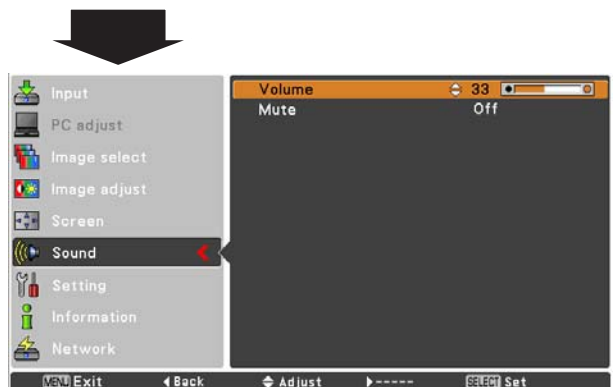 Input
PC adjust
Image select
Image adjust
Screen
Sound
Setting
Information
Network
Volume 33
Mute Off
MENU Exit Back Adjust ----- SELECT Set